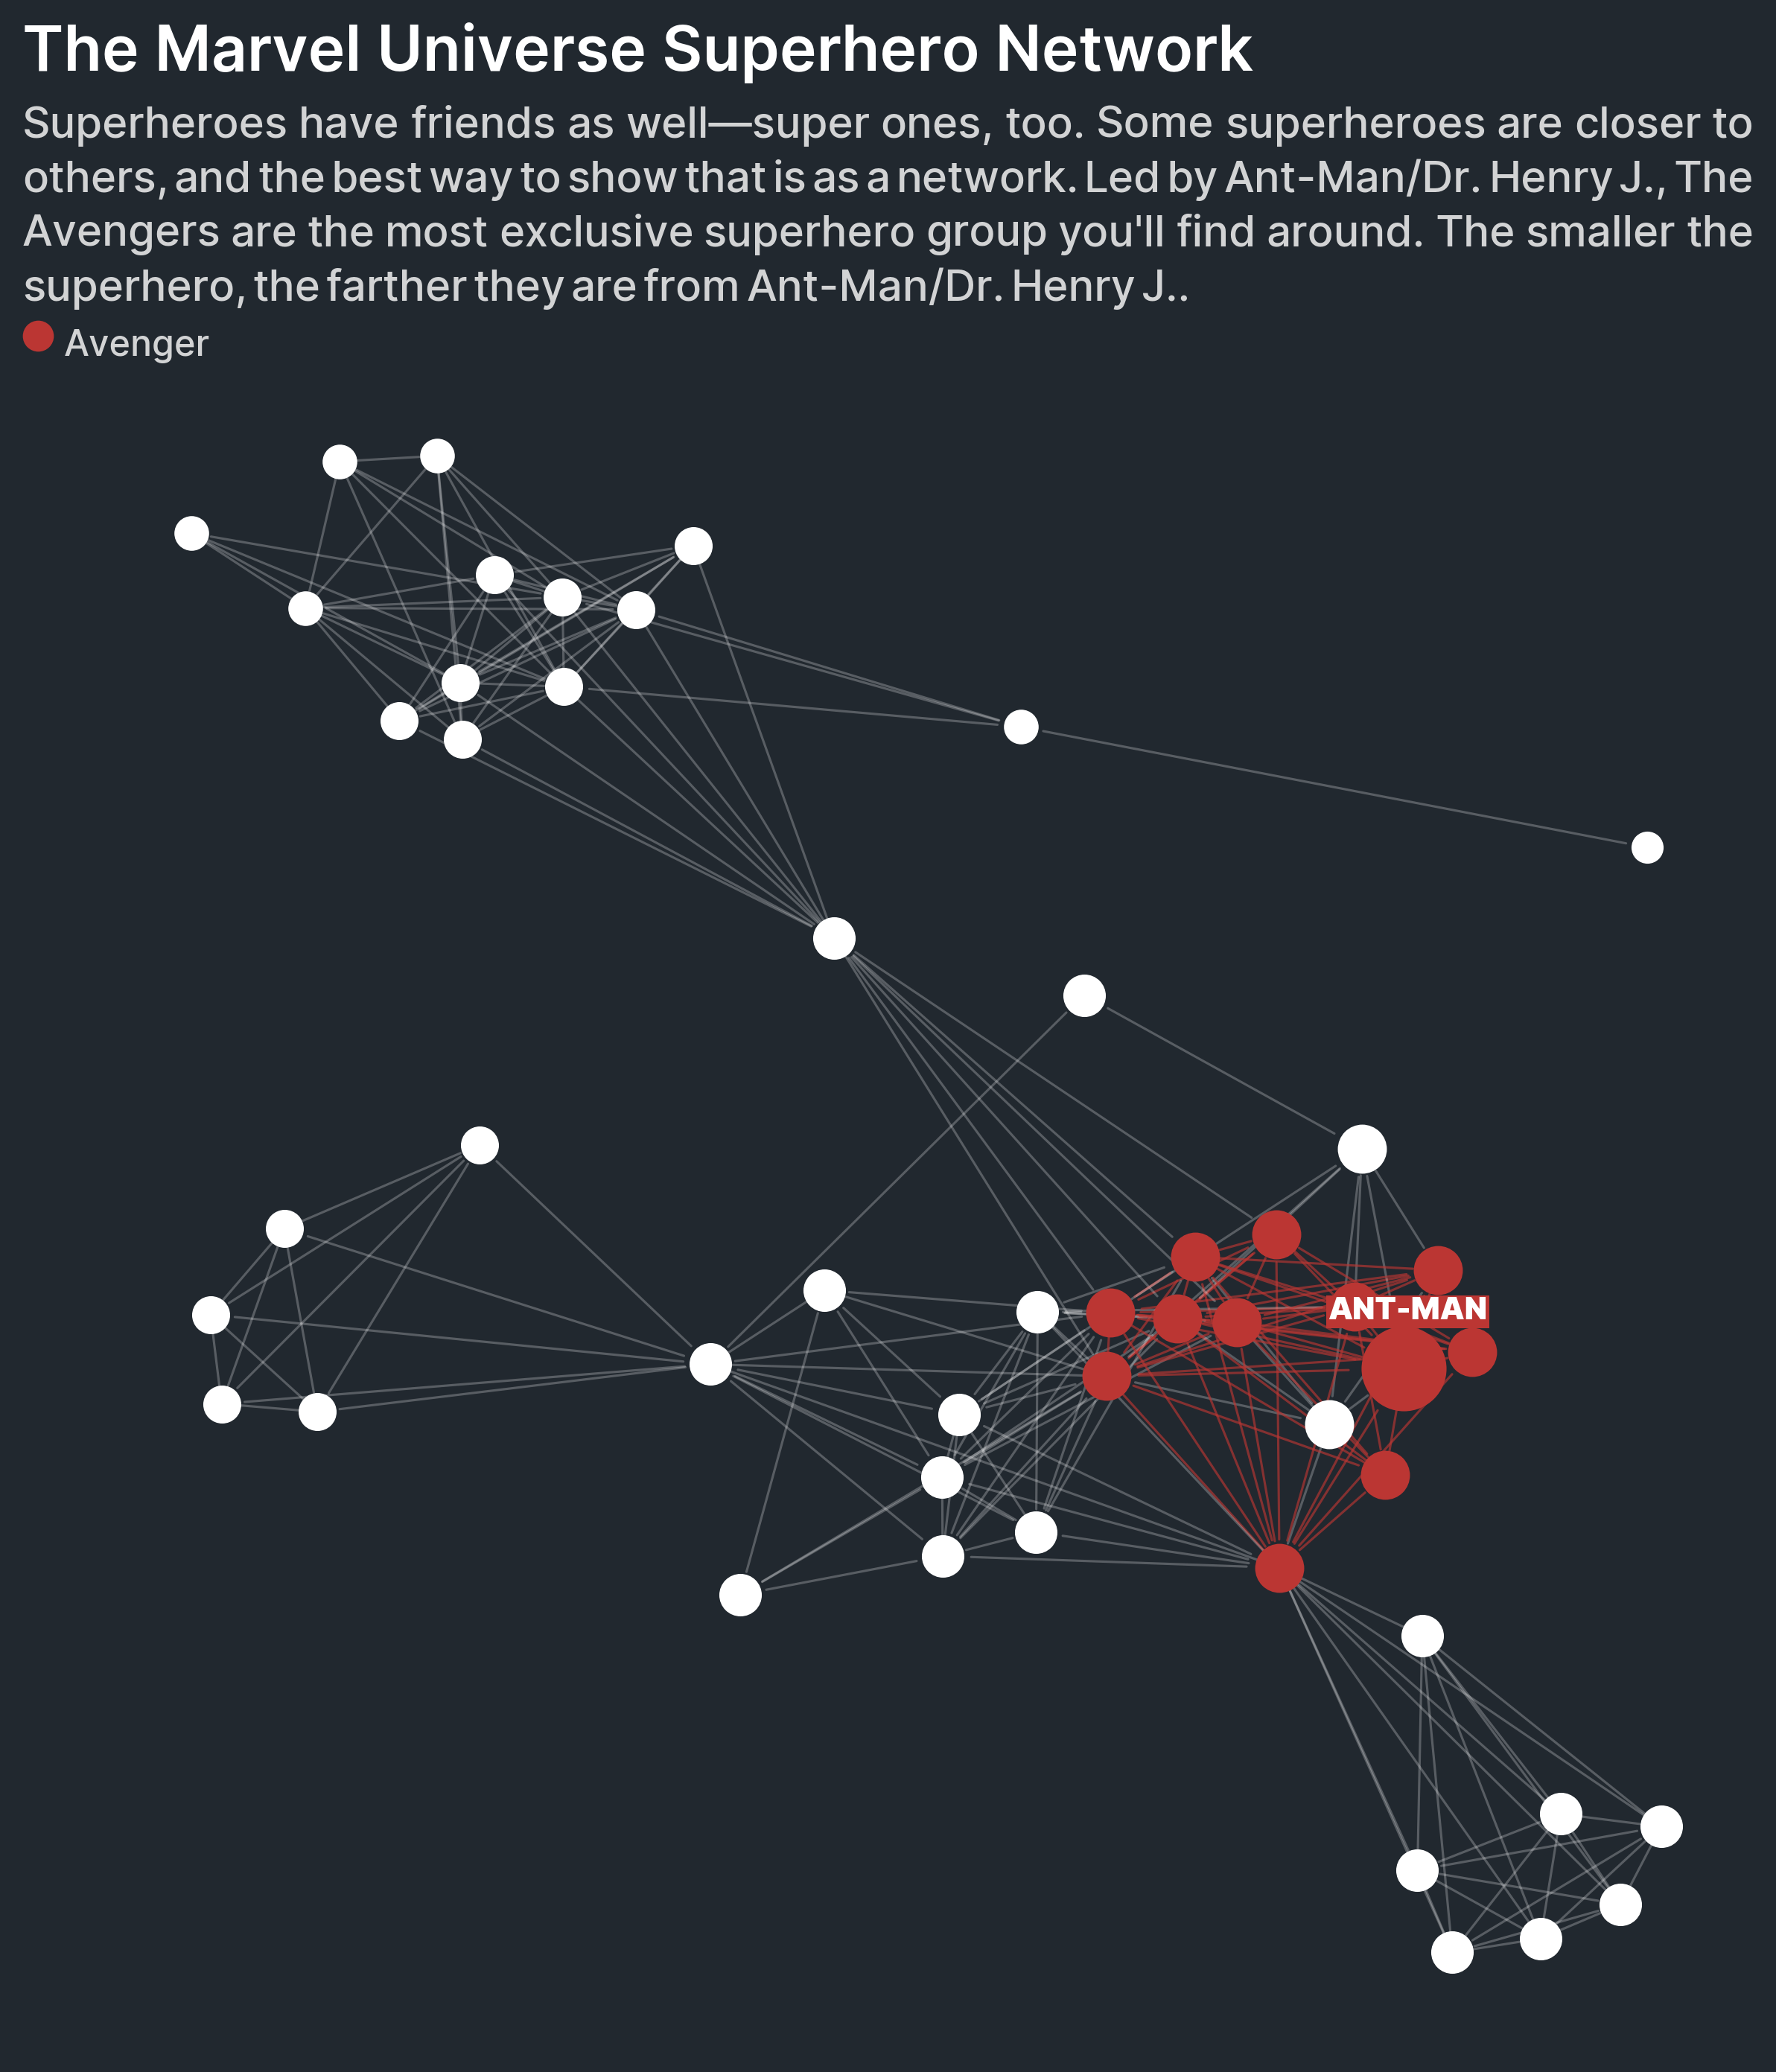 The Marvel Universe Superhero Network
Superheroes have friends as well—super ones, too. Some superheroes are closer to
others, and the best way to show that is as a network. Led by Ant-Man/Dr. Henry J., The
Avengers are the most exclusive superhero group you'll find around. The smaller the
superhero, the farther they are from Ant-Man/Dr. Henry J..
Avenger
ANT-MAN